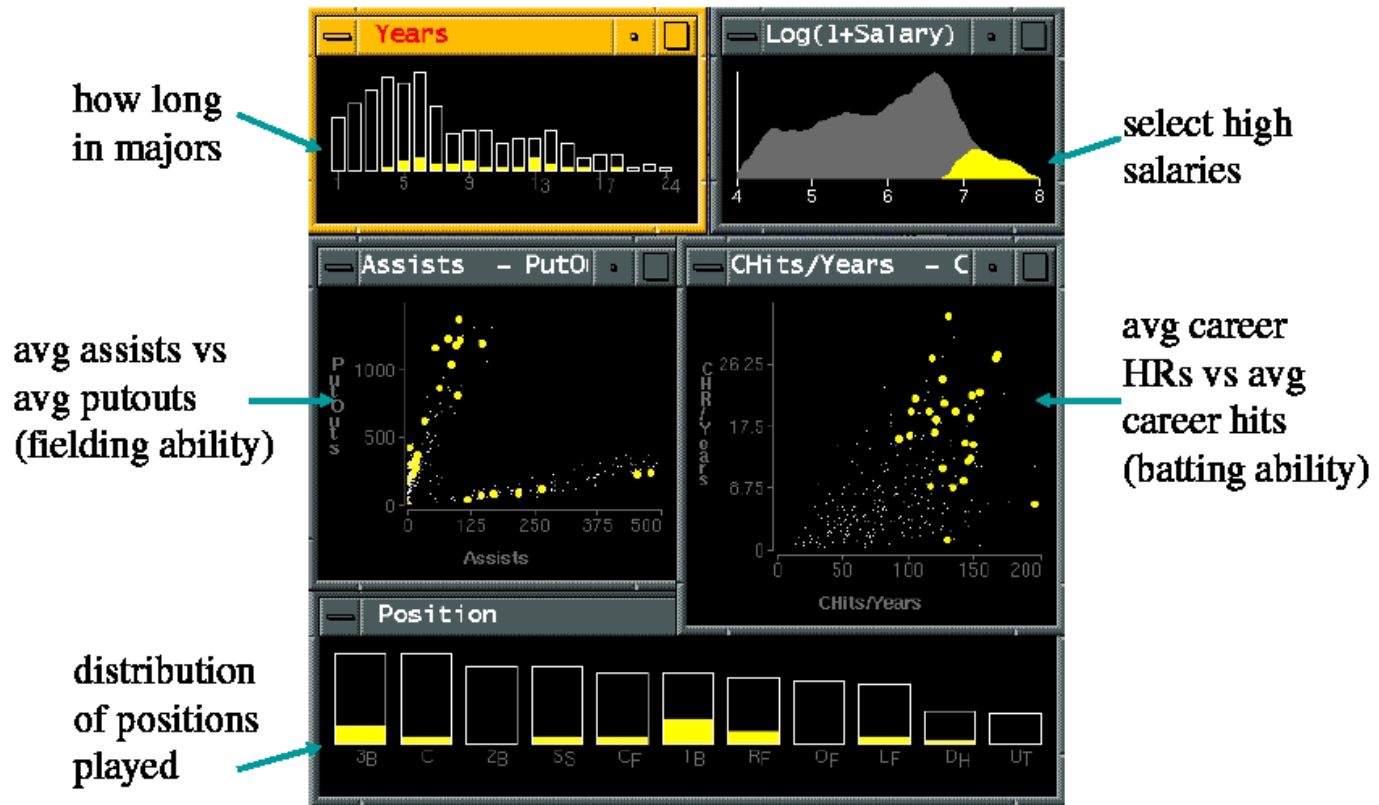 Years
Log(1+Salary)
how long
in majors
1 5 9 13 17 24
4 5 6 7 8
select high
salaries
Assists - PutO
CHits/Years - C
avg assists vs
avg putouts
(fielding ability)
PutOuts
1000
500
0
0 125 250 375 500
Assists
CHR/Years
26.25
17.5
8.75
0
0 50 100 150 200
CHits/Years
avg career
HRs vs avg
career hits
(batting ability)
Position
distribution
of positions
played
3B C 2B SS CF 1B RF OF LF DH UT